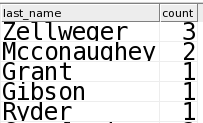 last_name count
Zellweger 3
Mcconaughey 2
Grant 1
Gibson 1
Ryder 1